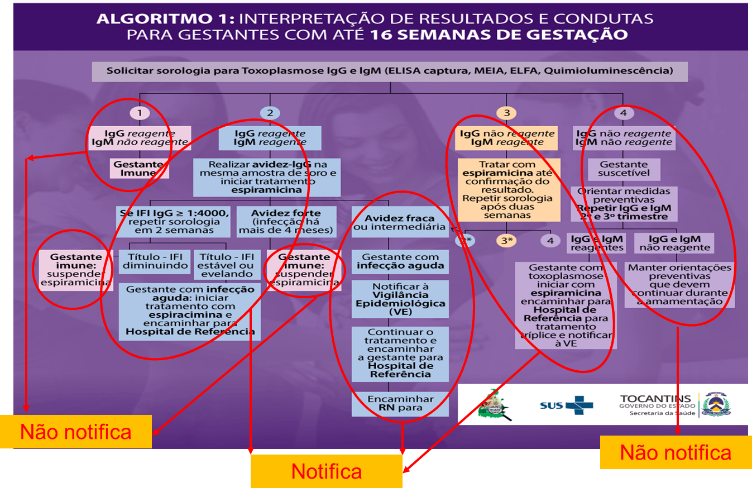 ALGORITMO 1: INTERPRETAÇÃO DE RESULTADOS E CONDUTAS
PARA GESTANTES COM ATÉ 16 SEMANAS DE GESTAÇÃO
Solicitar sorologia para Toxoplasmose IgG e IgM (ELISA captura, MEIA, ELFA, Quimioluminescência)
1
IgG reagente
IgM não reagente
Gestante
Imune
2
IgG reagente
IgM reagente
Realizar avidez-IgG na
mesma amostra de soro e
iniciar tratamento
espiramicina
Se IFI IgG ≥ 1:4000,
repetir sorologia
em 2 semanas
Avidez forte
(infecção há
mais de 4 meses)
Avidez fraca
ou intermediária
Gestante
imune:
suspender
espiramicina
Título - IFI
diminuindo
Título - IFI
estável ou
evelando
Gestante
imune:
suspender
espiramicina
Gestante com infecção
aguda: iniciar
tratamento com
espiracimina e
encaminhar para
Hospital de Referência
Gestante com
infecção aguda
Notificar à
Vigilância
Epidemiológica
(VE)
Continuar o
tratamento e
encaminhar
a gestante para
Hospital de
Referência
Encaminhar
RN para
3
IgG não reagente
IgM reagente
Tratar com
espiramicina até
confirmação do
resultado.
Repetir sorologia
após duas
semanas
2*
3*
4
4
IgG não reagente
IgM não reagente
Gestante
suscetível
Orientar medidas
preventivas
Repetir IgG e IgM
2º e 3º trimestre
IgG e IgM
reagentes
IgG e IgM
não reagente
Gestante com
toxoplasmose
iniciar com
espiramicina
encaminhar para
Hospital de
Referência para
tratamento
tríplice e notificar
à VE
Manter orientações
preventivas
que devem
continuar durante
a amamentação
SUS
TOCANTINS
GOVERNO DO ESTADO
Secretaria da Saúde
Não notifica
Notifica
Não notifica